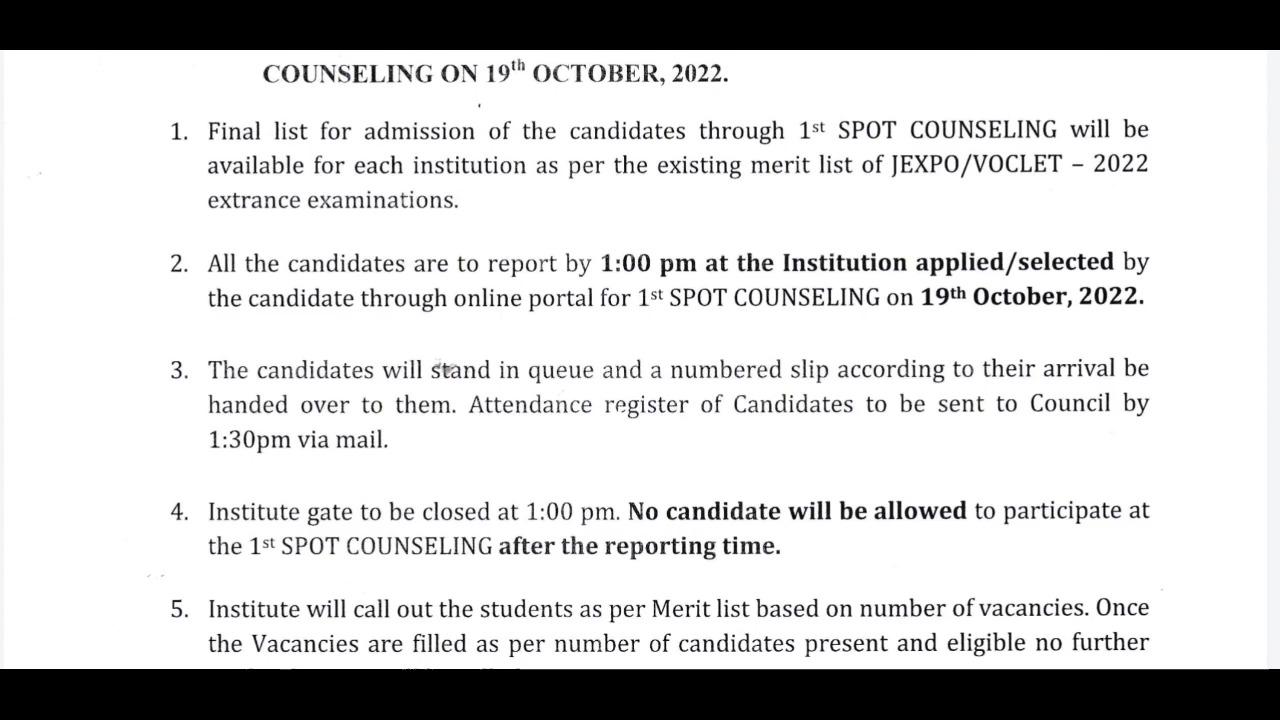 COUNSELING ON 19th OCTOBER, 2022.
1. Final list for admission of the candidates through 1st SPOT COUNSELING will be
available for each institution as per the existing merit list of JEXPO/VOCLET – 2022
extrance examinations.
2. All the candidates are to report by 1:00 pm at the Institution applied/selected by
the candidate through online portal for 1st SPOT COUNSELING on 19th October, 2022.
3. The candidates will stand in queue and a numbered slip according to their arrival be
handed over to them. Attendance register of Candidates to be sent to Council by
1:30pm via mail.
4. Institute gate to be closed at 1:00 pm. No candidate will be allowed to participate at
the 1st SPOT COUNSELING after the reporting time.
5. Institute will call out the students as per Merit list based on number of vacancies. Once
the Vacancies are filled as per number of candidates present and eligible no further